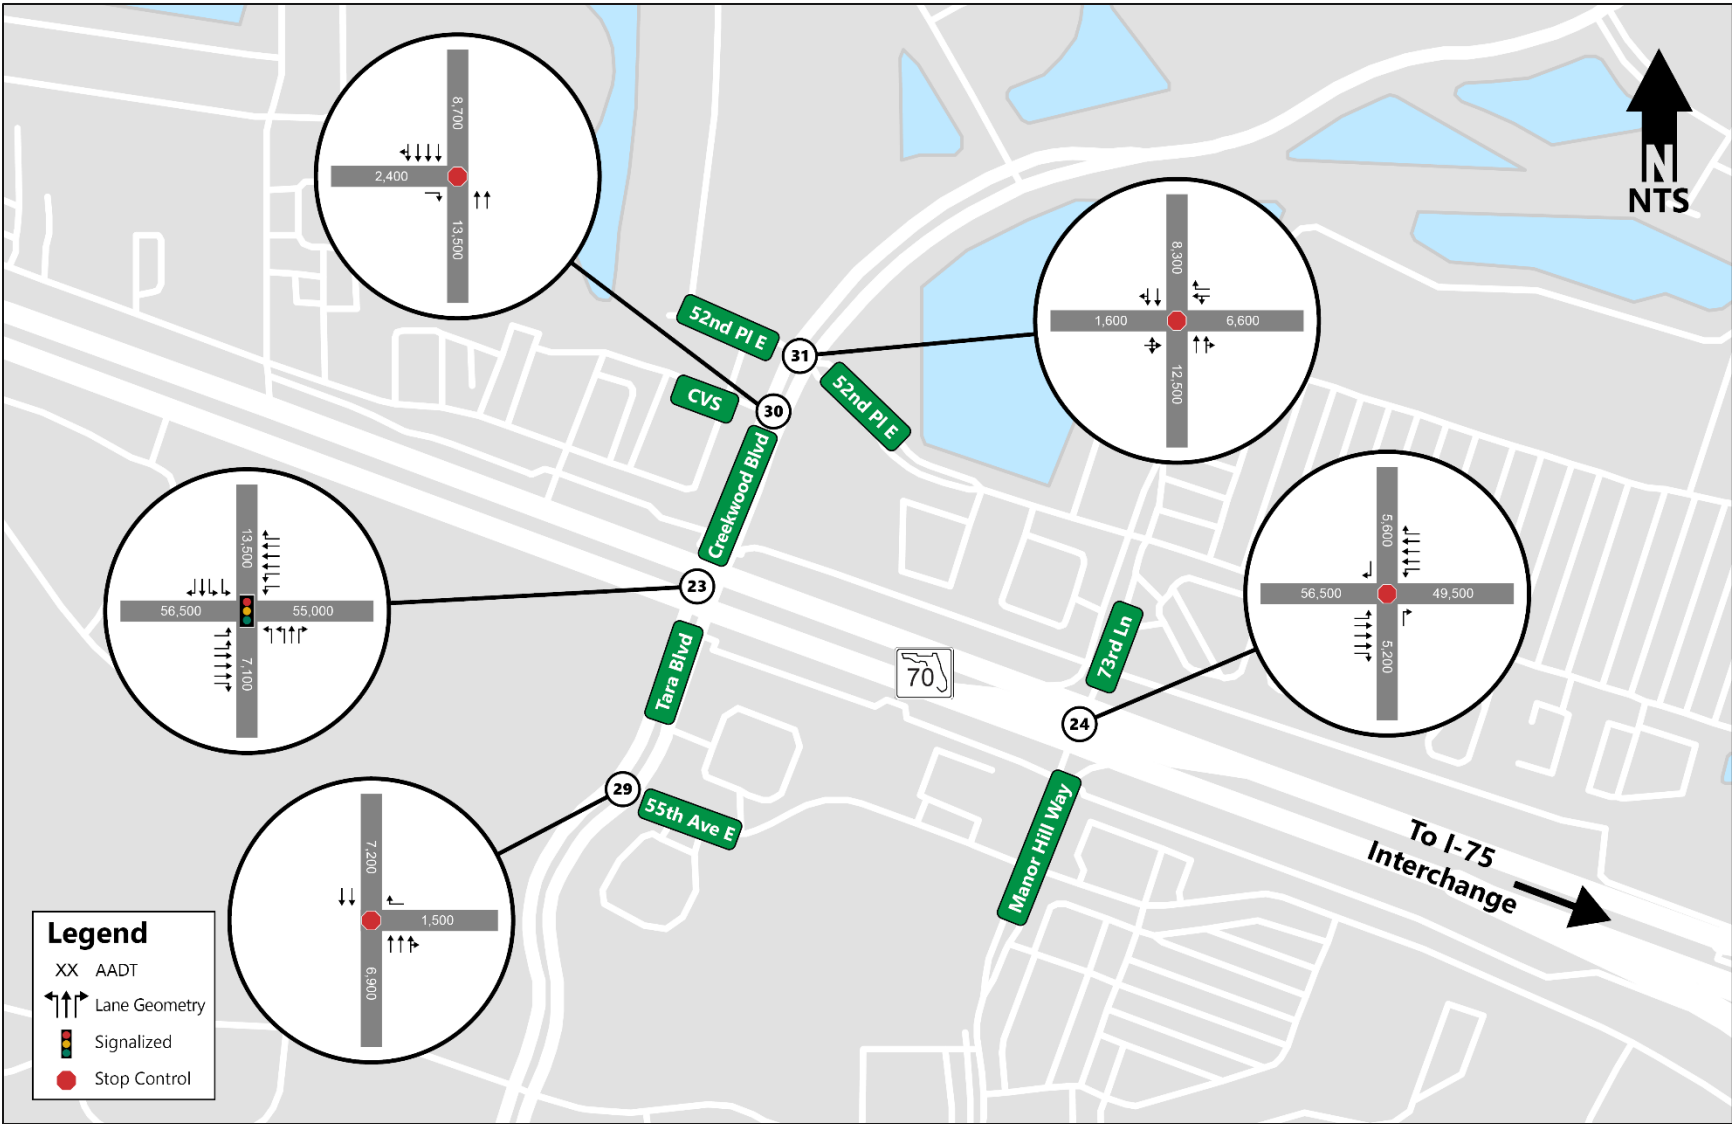 8,700
2,400
13,500
N
NTS
8,300
1,600
6,600
12,500
52nd Pl E
31
CVS
30
52nd Pl E
Creekwood Blvd
13,500
56,500
55,000
7,100
23
5,600
56,500
49,500
5,200
Tara Blvd
70
73rd Ln
24
29
55th Ave E
Manor Hill Way
7,200
1,500
6,900
To I-75
Interchange
Legend
XX AADT
Lane Geometry
Signalized
Stop Control